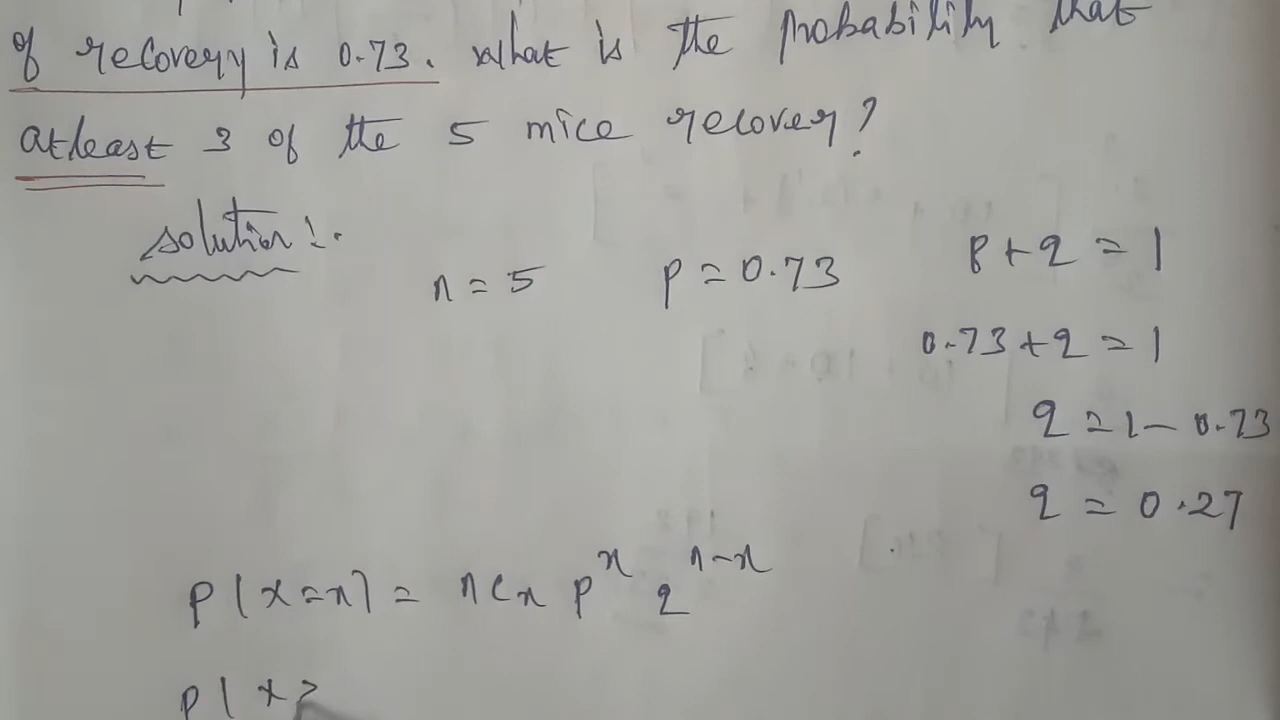 of recovery is 0.73. What is the probability that
atleast 3 of the 5 mice recover?
Solution:.
n = 5 p = 0.73 p + q = 1
0.73 + q = 1
q = 1 - 0.73
q = 0.27
P(X=x) = nCx p^x q^n-x
P(X≥